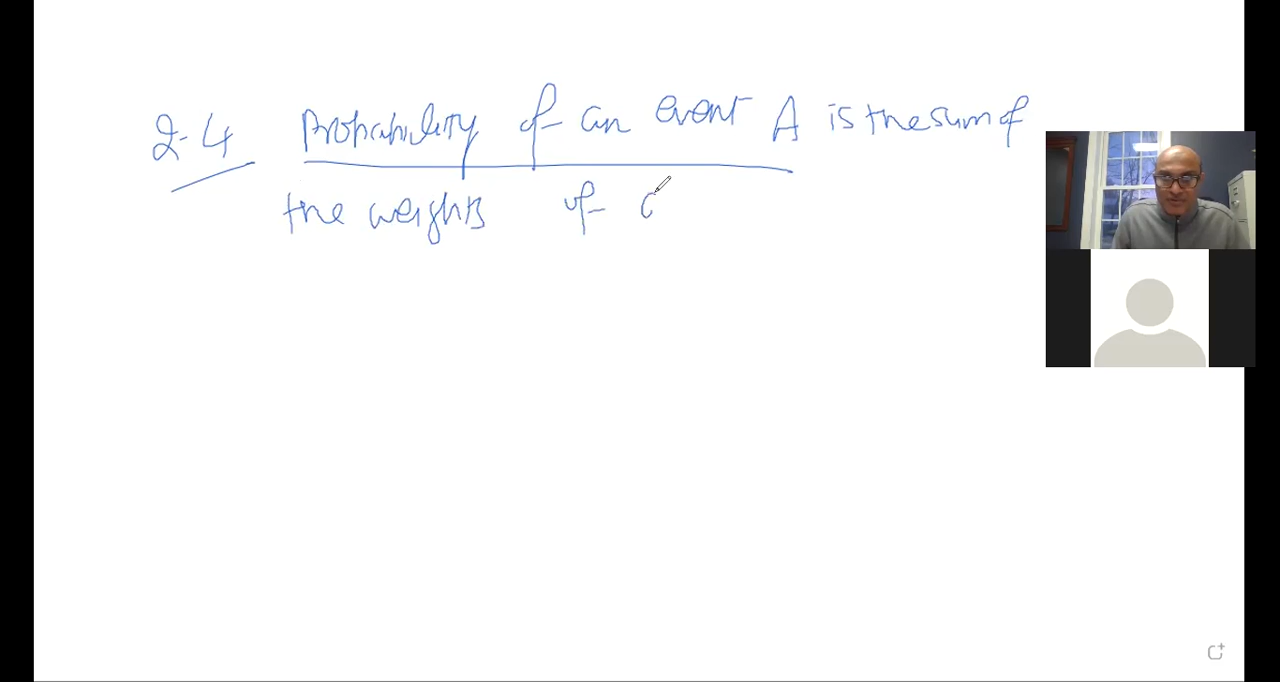 2-4 Probability of an event A is the sum of
the weights of